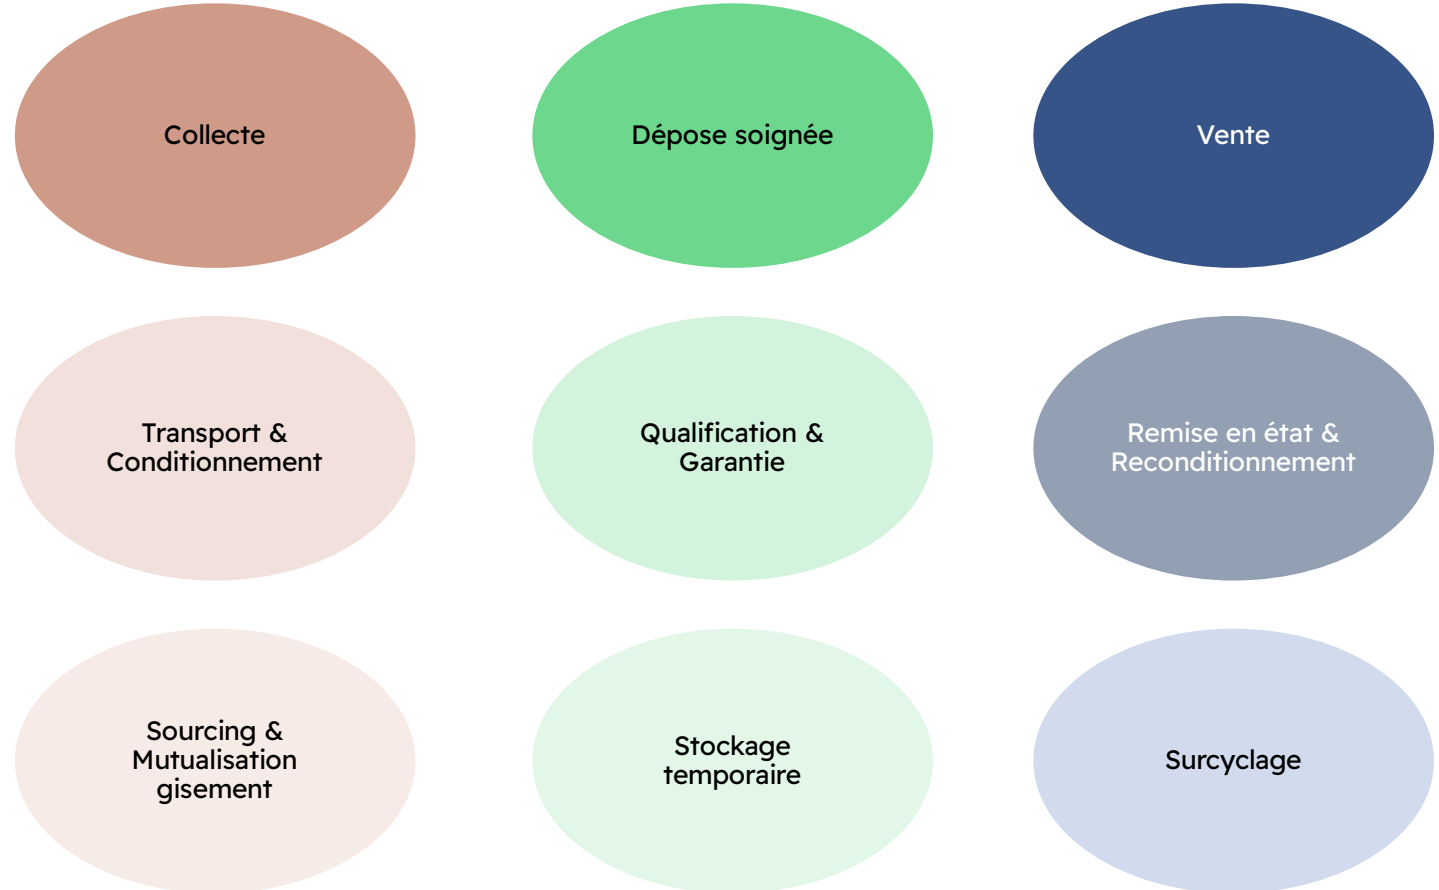 Collecte
Dépose soignée
Vente
Transport &
Conditionnement
Qualification &
Garantie
Remise en état &
Reconditionnement
Sourcing &
Mutualisation
gisement
Stockage
temporaire
Surcyclage